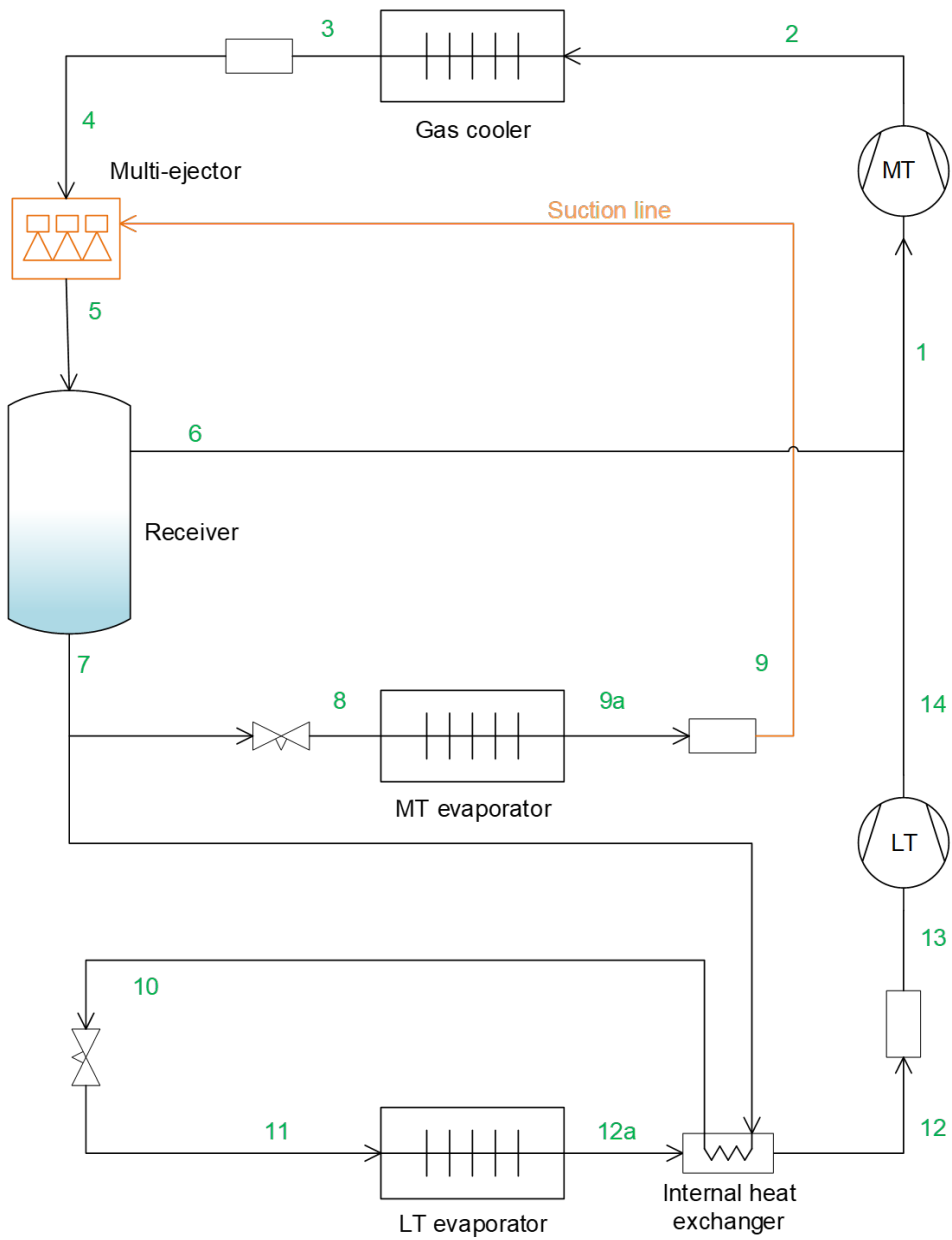 3
2
Gas cooler
4
MT
Multi-ejector
Suction line
5
1
6
Receiver
7
8
9a
9
14
MT evaporator
LT
13
10
11
12a
12
Internal heat
exchanger
LT evaporator